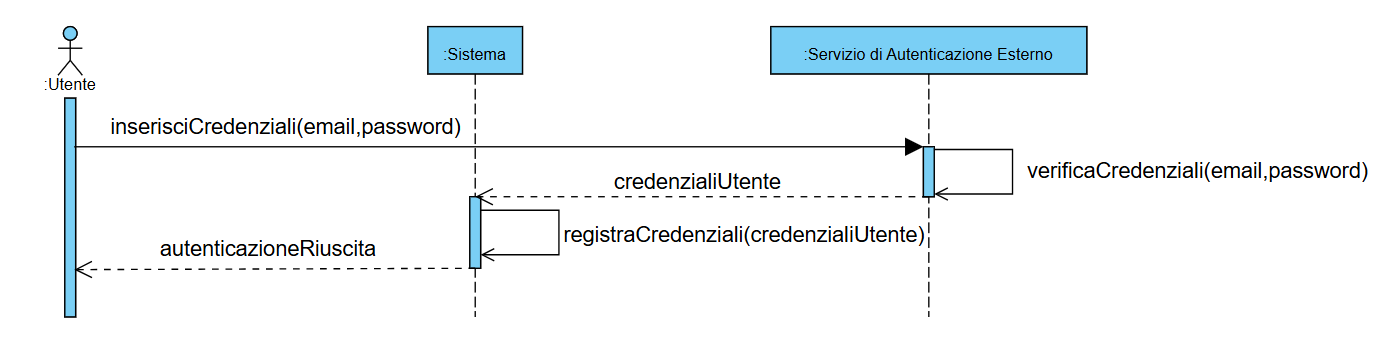 :Utente
:Sistema
:Servizio di Autenticazione Esterno
inserisciCredenziali(email,password)
verificaCredenziali(email,password)
credenzialiUtente
registraCredenziali(credenzialiUtente)
autenticazioneRiuscita